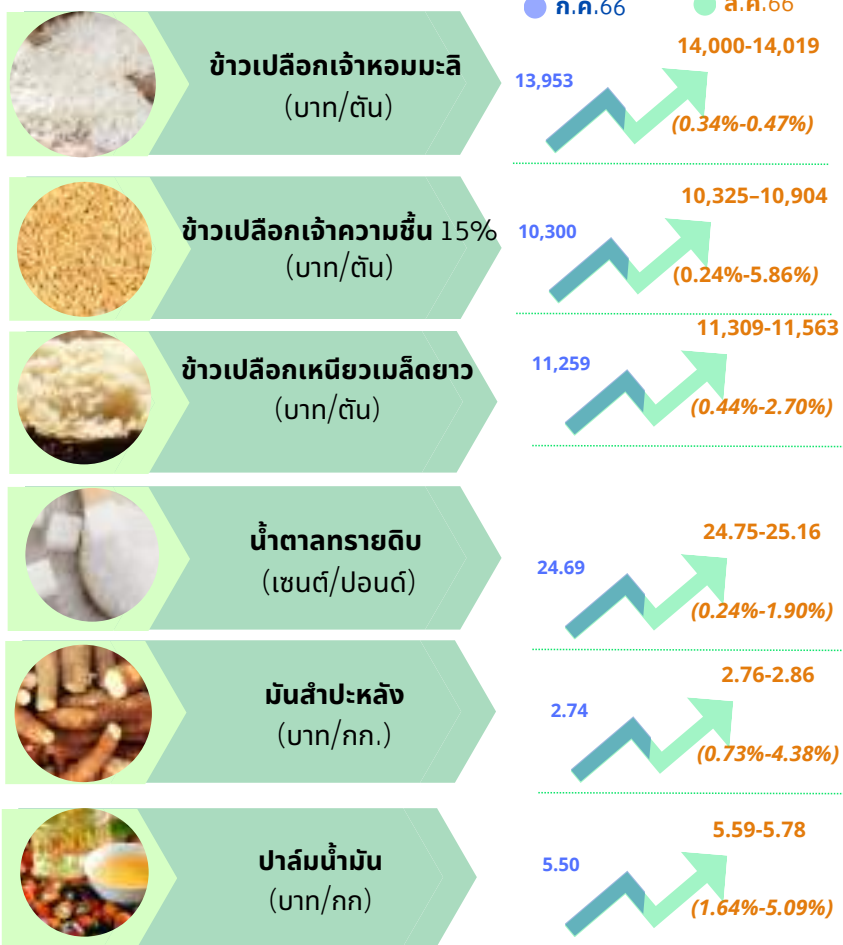 ก.ค.66 ส.ค.66
ข้าวเปลือกเจ้าหอมมะลิ
(บาท/ตัน)
13,953
14,000-14,019
(0.34%-0.47%)
ข้าวเปลือกเจ้าความชื้น 15%
(บาท/ตัน)
10,300
10,325–10,904
(0.24%-5.86%)
ข้าวเปลือกเหนียวเมล็ดยาว
(บาท/ตัน)
11,259
11,309-11,563
(0.44%-2.70%)
น้ำตาลทรายดิบ
(เซนต์/ปอนด์)
24.69
24.75-25.16
(0.24%-1.90%)
มันสำปะหลัง
(บาท/กก.)
2.74
2.76-2.86
(0.73%-4.38%)
ปาล์มน้ำมัน
(บาท/กก)
5.50
5.59-5.78
(1.64%-5.09%)